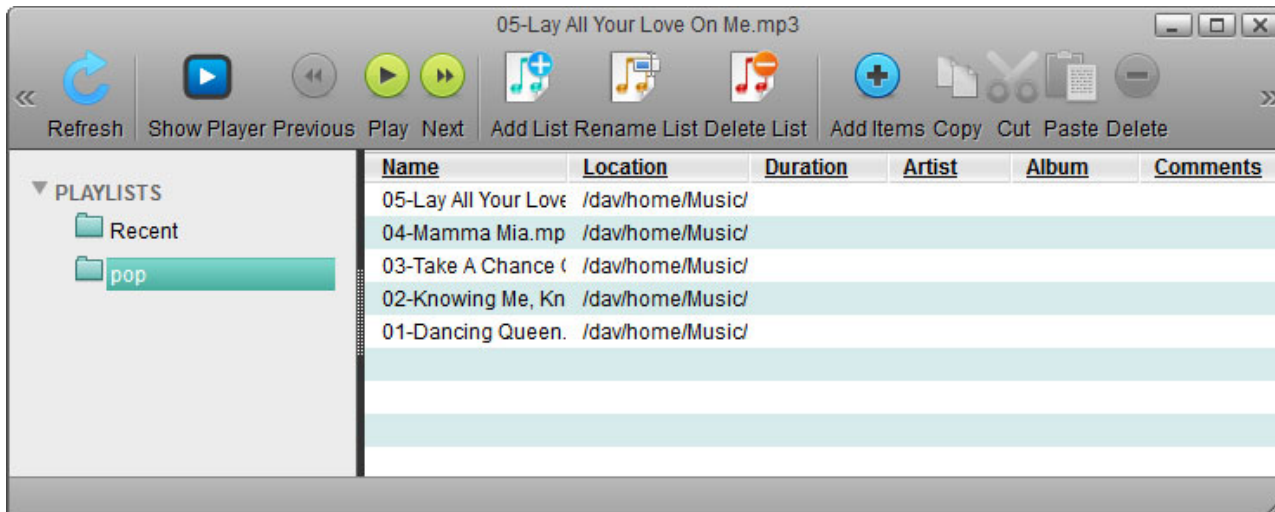 05-Lay All Your Love On Me.mp3
Refresh Show Player Previous Play Next Add List Rename List Delete List Add Items Copy Cut Paste Delete
PLAYLISTS
Recent
pop
Name Location Duration Artist Album Comments
05-Lay All Your Love /dav/home/Music/
04-Mamma Mia.mp /dav/home/Music/
03-Take A Chance ( /dav/home/Music/
02-Knowing Me, Kn /dav/home/Music/
01-Dancing Queen. /dav/home/Music/